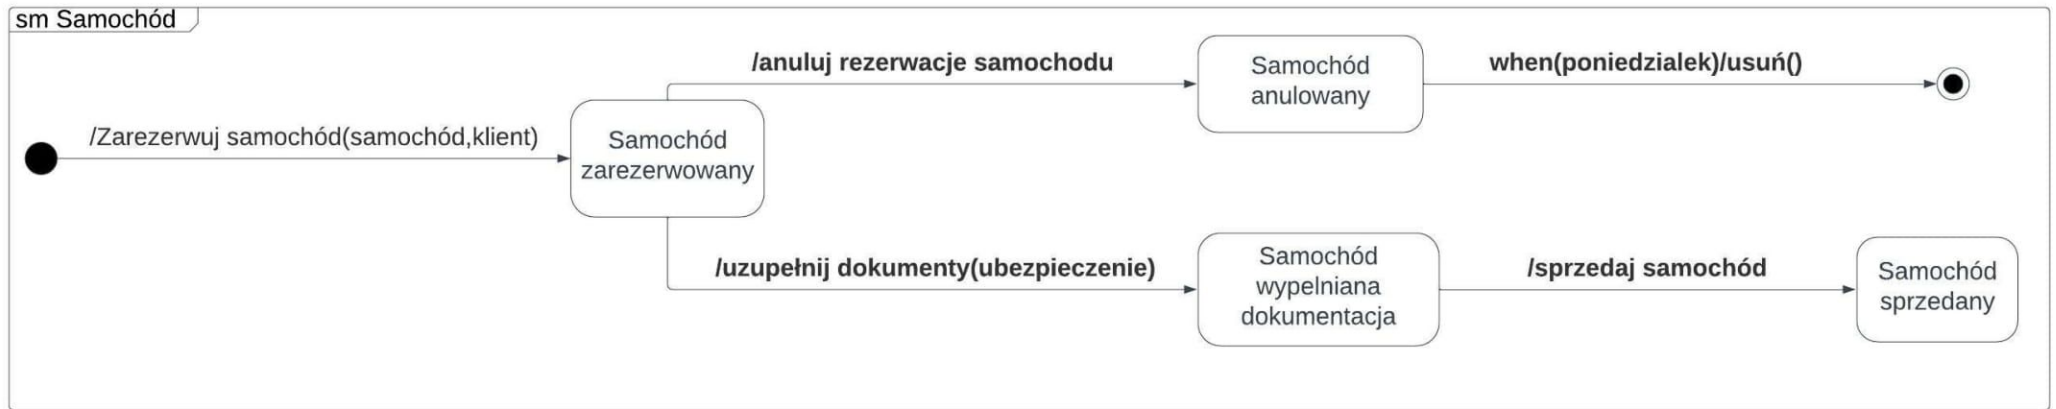 sm Samochód
/anuluj rezerwacje samochodu
Samochód
anulowany
when(poniedzialek)/usuń()
/Zarezerwuj samochód(samochód,klient)
Samochód
zarezerwowany
/uzupełnij dokumenty(ubezpieczenie)
Samochód
wypelniana
dokumentacja
/sprzedaj samochód
Samochód
sprzedany